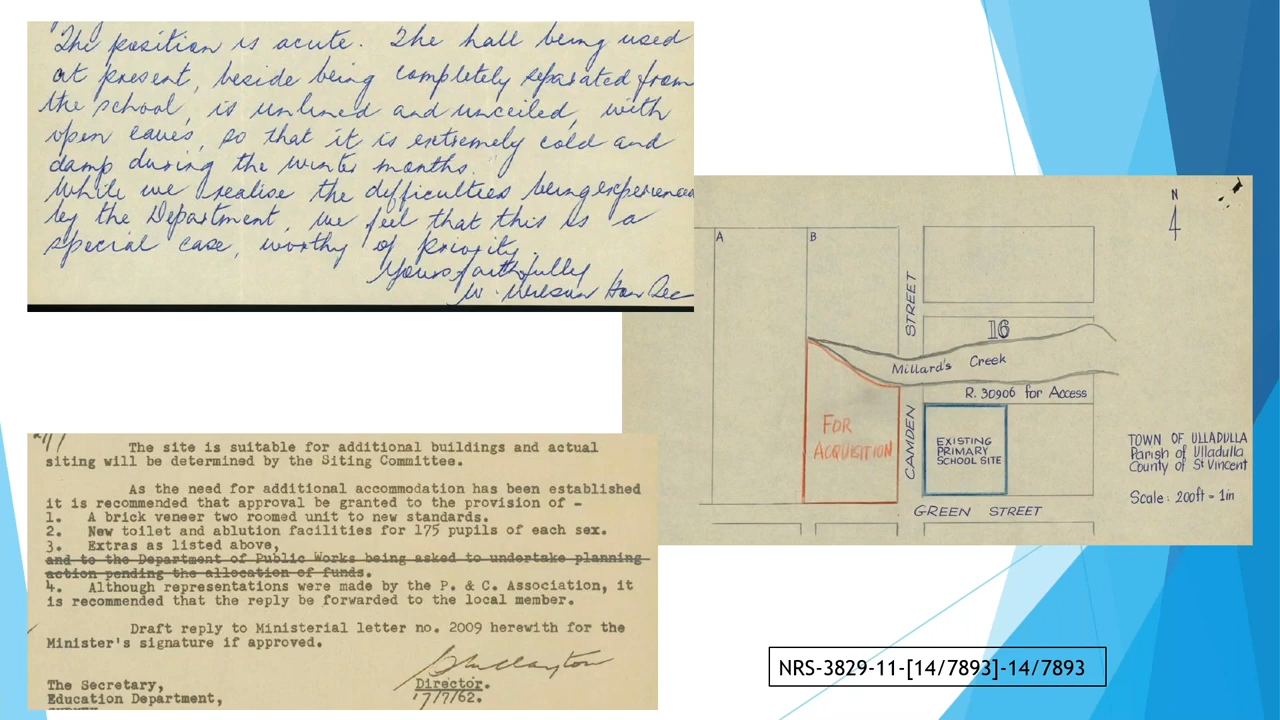 The position is acute. The hall being used
at present, beside being completely separated from
the school, is unlined and unceiled, with
open eaves, so that it is extremely cold and
damp during the winter months.
While we realise the difficulties being experienced
by the Department, we feel that this is a
special case, worthy of priority.
Yours faithfully
W. Wilson Hon Sec
N
A
B
STREET
16
Millard's Creek
R. 30906 for Access
FOR
ACQUISITION
CAMDEN
EXISTING
PRIMARY
SCHOOL SITE
GREEN STREET
TOWN OF ULLADULLA
Parish of Ulladulla
County of St Vincent
Scale : 200ft = 1in
The site is suitable for additional buildings and actual
siting will be determined by the Siting Committee.
As the need for additional accommodation has been established
it is recommended that approval be granted to the provision of -
1. A brick veneer two roomed unit to new standards.
2. New toilet and ablution facilities for 175 pupils of each sex.
3. Extras as listed above,
and to the Department of Public Works being asked to undertake planning
action pending the allocation of funds.
4. Although representations were made by the P. & C. Association, it
is recommended that the reply be forwarded to the local member.
Draft reply to Ministerial letter no. 2009 herewith for the
Minister's signature if approved.
Director.
17/7/62.
The Secretary,
Education Department,
NRS-3829-11-[14/7893]-14/7893